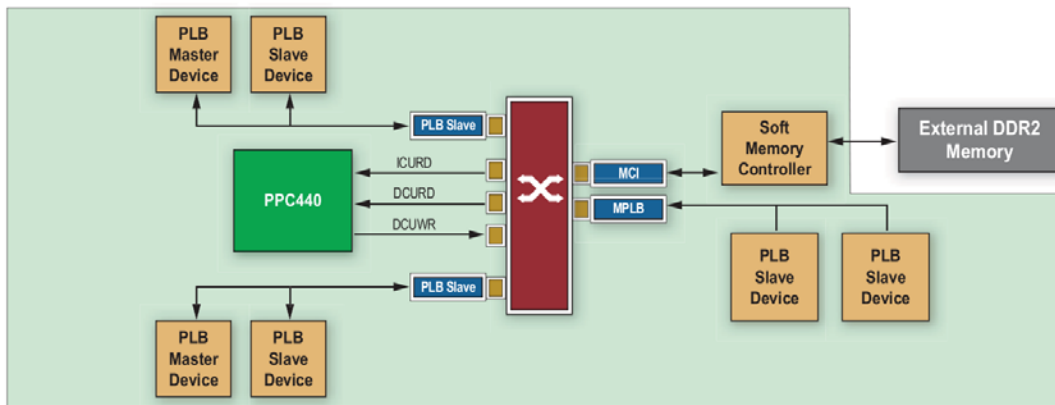 PLB
Master
Device
PLB
Slave
Device
PLB Slave
Soft
Memory
Controller
External DDR2
Memory
PPC440
ICURD
DCURD
DCUWR
MCI
MPLB
PLB Slave
PLB
Slave
Device
PLB
Slave
Device
PLB
Master
Device
PLB
Slave
Device